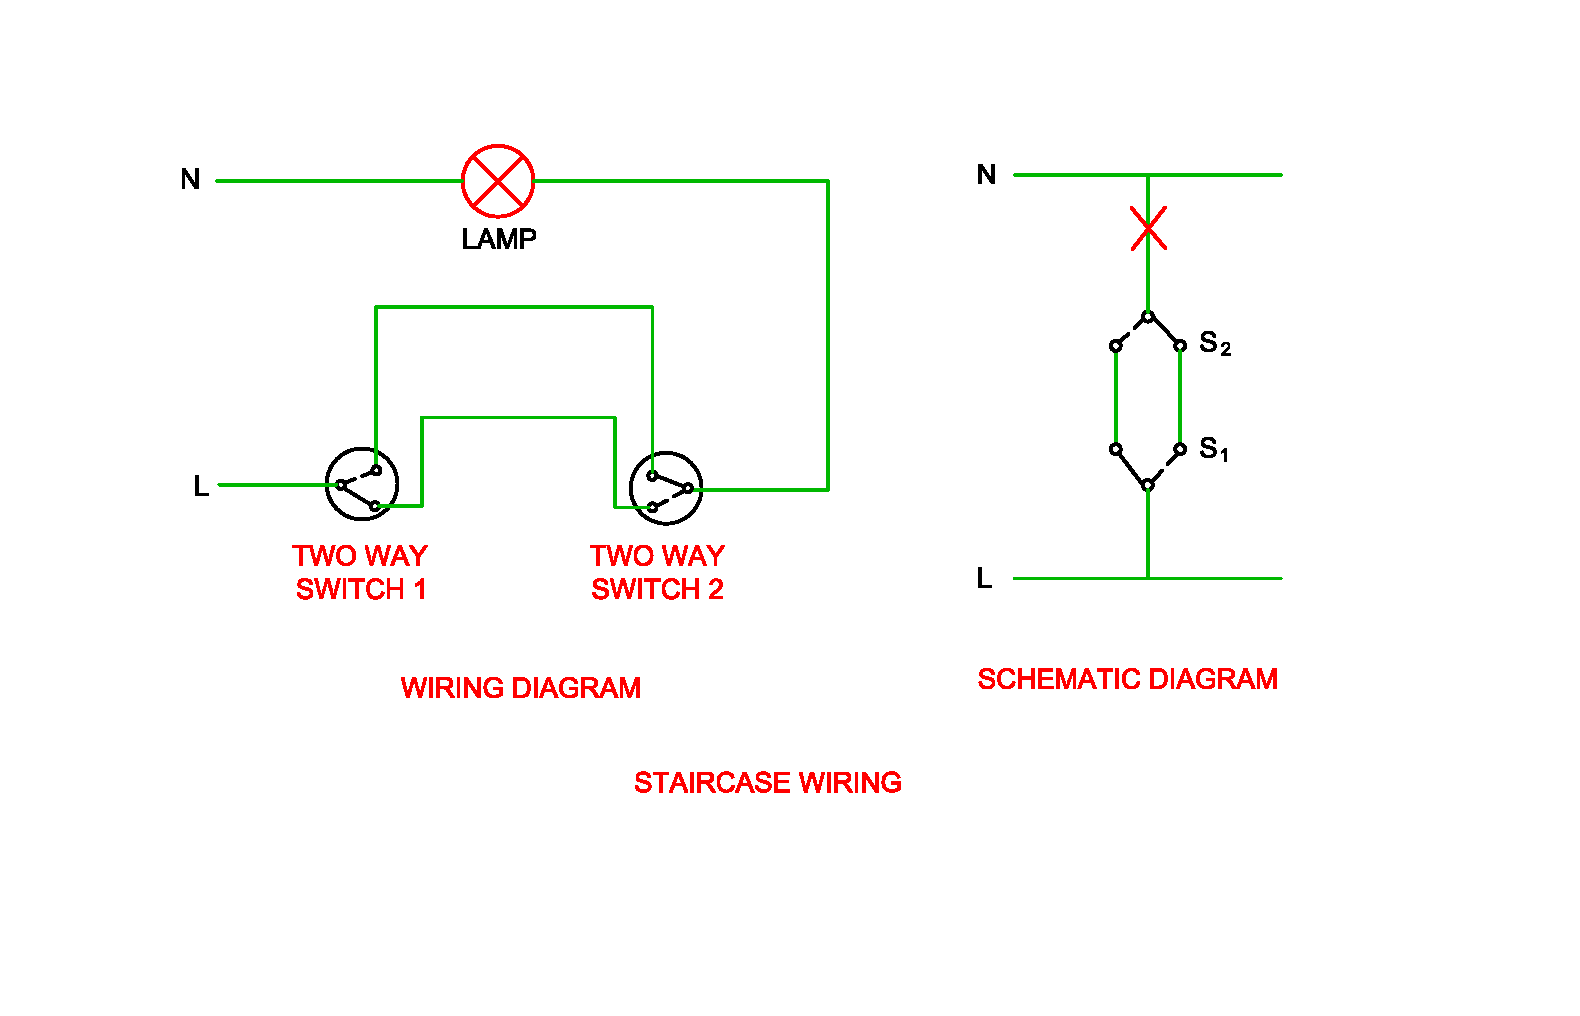 N
LAMP
L
TWO WAY
SWITCH 1
TWO WAY
SWITCH 2
WIRING DIAGRAM
N
S2
S1
L
SCHEMATIC DIAGRAM
STAIRCASE WIRING